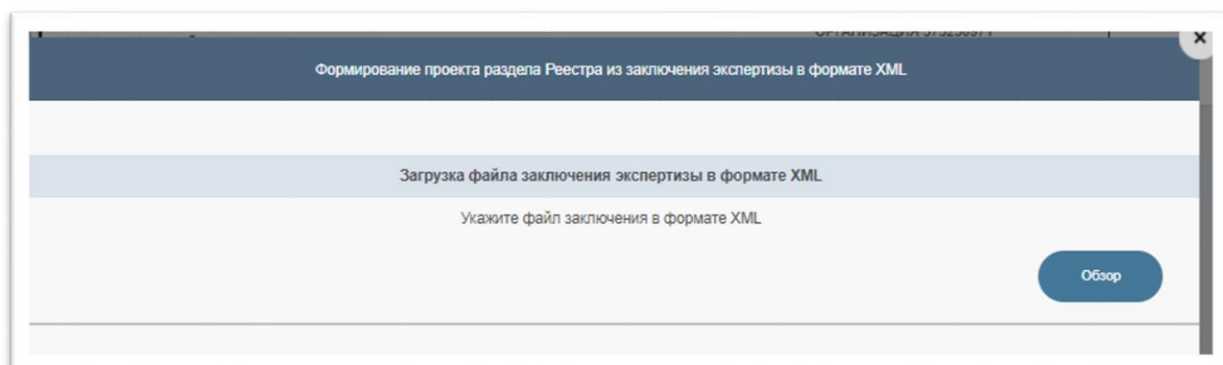 Формирование проекта раздела Реестра из заключения экспертизы в формате XML
Загрузка файла заключения экспертизы в формате XML
Укажите файл заключения в формате XML
Обзор